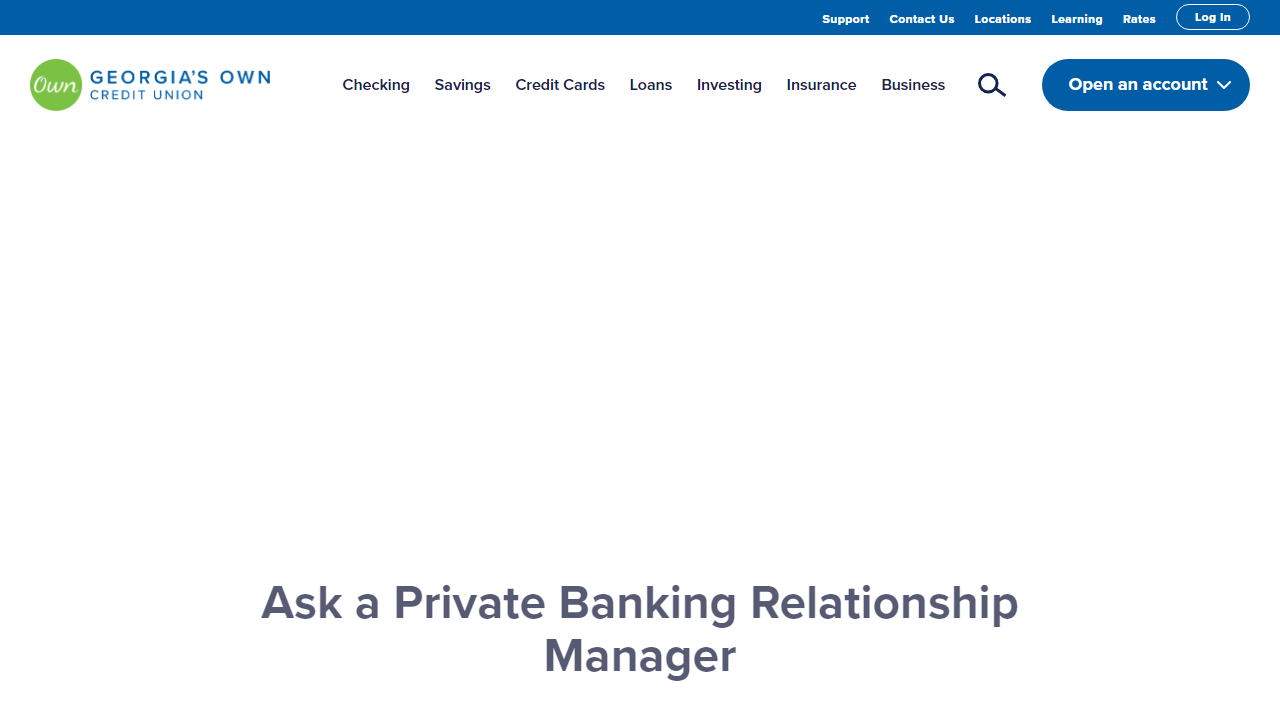 Support Contact Us Locations Learning Rates Log In
Own GEORGIA'S OWN
CREDIT UNION
Checking Savings Credit Cards Loans Investing Insurance Business Open an account
Ask a Private Banking Relationship
Manager